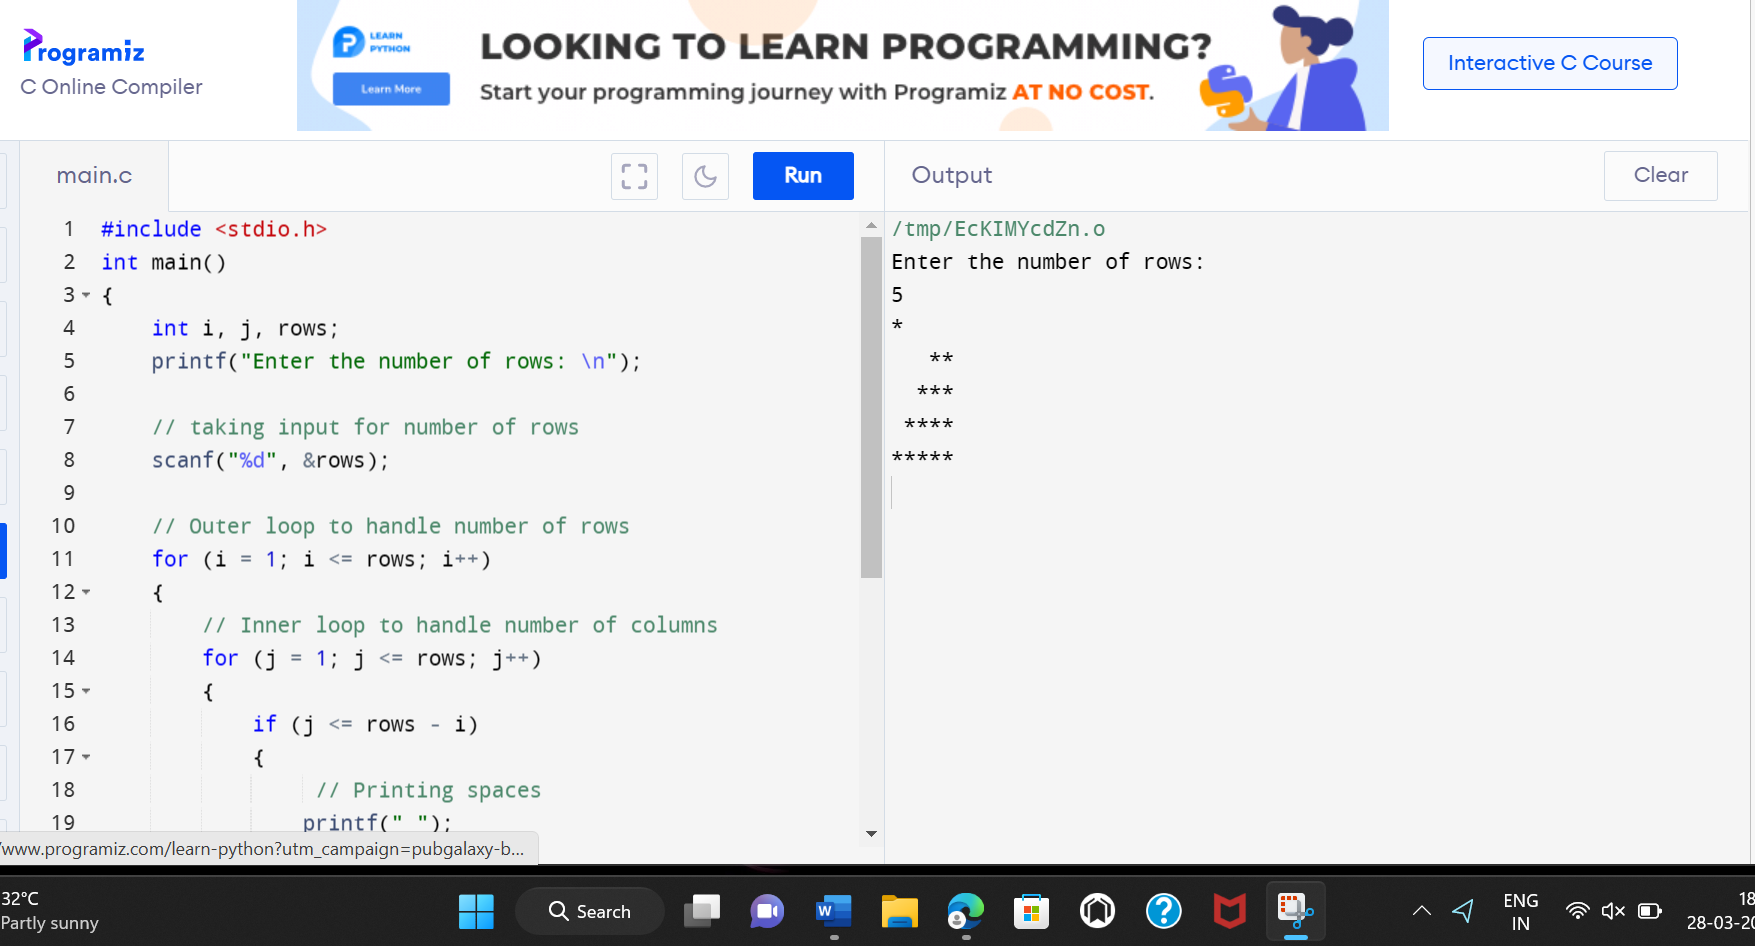 Programiz
C Online Compiler
LEARN
PYTHON
Learn More
LOOKING TO LEARN PROGRAMMING?
Start your programming journey with Programiz AT NO COST.
Interactive C Course
main.c
Run
Output
Clear
1 #include <stdio.h>
2 int main()
3 {
4     int i, j, rows;
5     printf("Enter the number of rows: \n");
6
7     // taking input for number of rows
8     scanf("%d", &rows);
9
10     // Outer loop to handle number of rows
11     for (i = 1; i <= rows; i++)
12     {
13         // Inner loop to handle number of columns
14         for (j = 1; j <= rows; j++)
15         {
16             if (j <= rows - i)
17             {
18                  // Printing spaces
19                 printf(" ");
/tmp/EcKIMYcdZn.o
Enter the number of rows:
5
*
   **
  ***
 ****
*****
/www.programiz.com/learn-python?utm_campaign=pubgalaxy-b...
32°C
Partly sunny
Search
ENG
IN
18
28-03-20